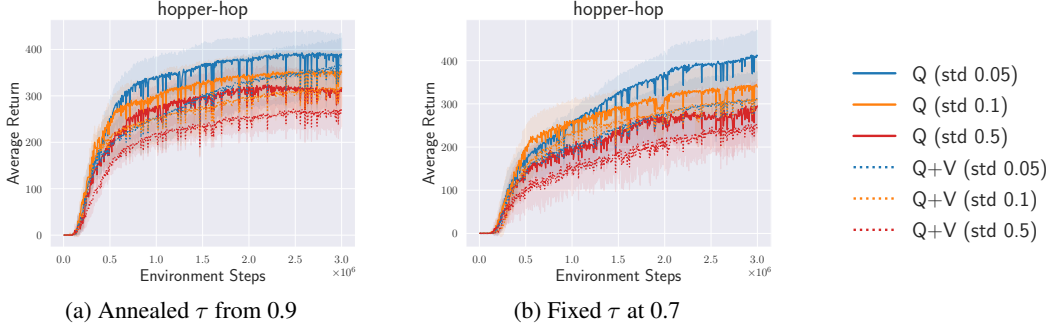 hopper-hop
Average Return
400
300
200
100
0
0.0 0.5 1.0 1.5 2.0 2.5 3.0
×10⁶
Environment Steps
(a) Annealed τ from 0.9
hopper-hop
Average Return
400
300
200
100
0
0.0 0.5 1.0 1.5 2.0 2.5 3.0
×10⁶
Environment Steps
(b) Fixed τ at 0.7
Q (std 0.05)
Q (std 0.1)
Q (std 0.5)
Q+V (std 0.05)
Q+V (std 0.1)
Q+V (std 0.5)